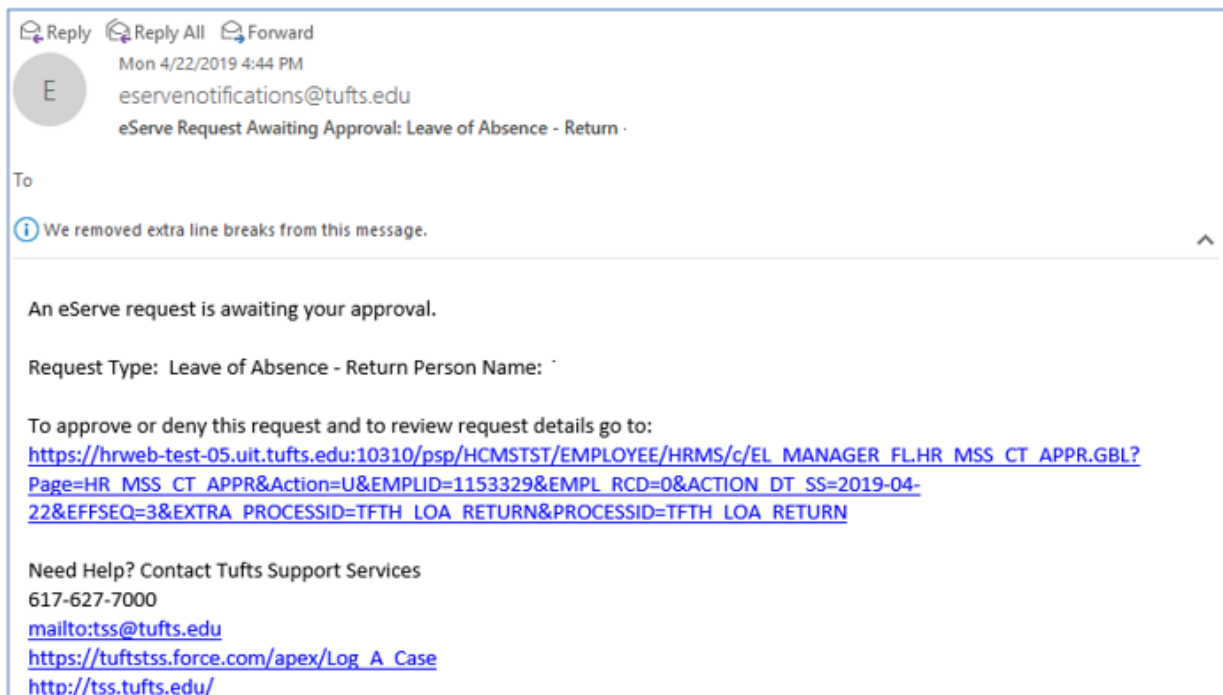 Reply Reply All Forward
Mon 4/22/2019 4:44 PM
E
eservenotifications@tufts.edu
eServe Request Awaiting Approval: Leave of Absence - Return
To
We removed extra line breaks from this message.
An eServe request is awaiting your approval.
Request Type: Leave of Absence - Return Person Name:
To approve or deny this request and to review request details go to:
https://hrweb-test-05.uit.tufts.edu:10310/psp/HCMSTST/EMPLOYEE/HRMS/c/EL_MANAGER_FL.HR_MSS_CT_APPR.GBL?
Page=HR_MSS_CT_APPR&Action=U&EMPLID=1153329&EMPL_RCD=0&ACTION_DT_SS=2019-04-
22&EFFSEQ=3&EXTRA_PROCESSID=TFTH_LOA_RETURN&PROCESSID=TFTH_LOA_RETURN
Need Help? Contact Tufts Support Services
617-627-7000
mailto:tss@tufts.edu
https://tuftstss.force.com/apex/Log_A_Case
http://tss.tufts.edu/